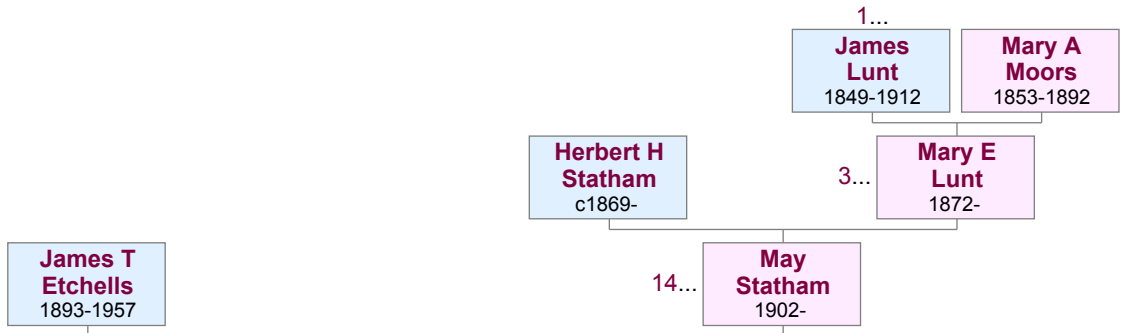 1...
James
Lunt
1849-1912
Mary A
Moors
1853-1892
Herbert H
Statham
c1869-
3...
Mary E
Lunt
1872-
James T
Etchells
1893-1957
14...
May
Statham
1902-